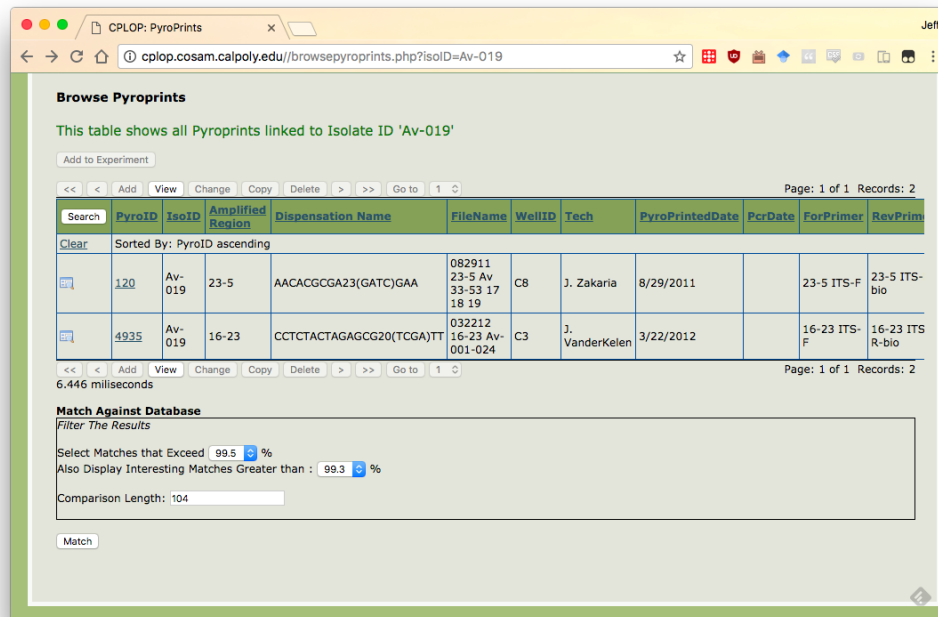 CPLOP: PyroPrints
Jeff
cplop.cosam.calpoly.edu//browsepyroprints.php?isoID=Av-019
Browse Pyroprints
This table shows all Pyroprints linked to Isolate ID 'Av-019'
Add to Experiment
<< < Add View Change Copy Delete > >> Go to 1 Page: 1 of 1 Records: 2
Search PyroID IsoID Amplified Region Dispensation Name FileName WellID Tech PyroPrintedDate PcrDate ForPrimer RevPrime
Clear Sorted By: PyroID ascending
120 Av-019 23-5 AACACGCGA23(GATC)GAA 082911 23-5 Av 33-53 17 18 19 C8 J. Zakaria 8/29/2011 23-5 ITS-F 23-5 ITS-bio
4935 Av-019 16-23 CCTCTACTAGAGCG20(TCGA)TT 032212 16-23 Av-001-024 C3 J. VanderKelen 3/22/2012 16-23 ITS-F 16-23 ITS R-bio
<< < Add View Change Copy Delete > >> Go to 1 Page: 1 of 1 Records: 2
6.446 miliseconds
Match Against Database
Filter The Results
Select Matches that Exceed 99.5 %
Also Display Interesting Matches Greater than : 99.3 %
Comparison Length: 104
Match